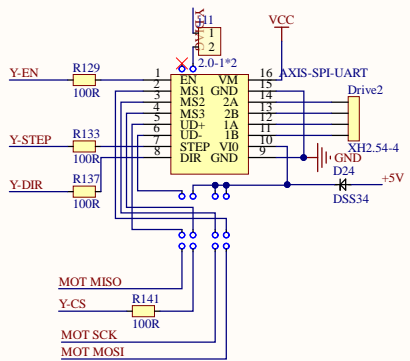 J11
1
2
2.0-1*2
VCC
AXIS-SPI-UART
Y-EN
R129
100R
1 EN VM 16
2 MS1 GND 15
3 MS2 2A 14
4 MS3 2B 13
5 UD+ 1A 12
6 UD- 1B 11
7 STEP VI0 10
8 DIR GND 9
Drive2
XH2.54-4
Y-STEP
R133
100R
GND
Y-DIR
R137
100R
D24
+5V
DSS34
MOT MISO
Y-CS
R141
100R
MOT SCK
MOT MOSI